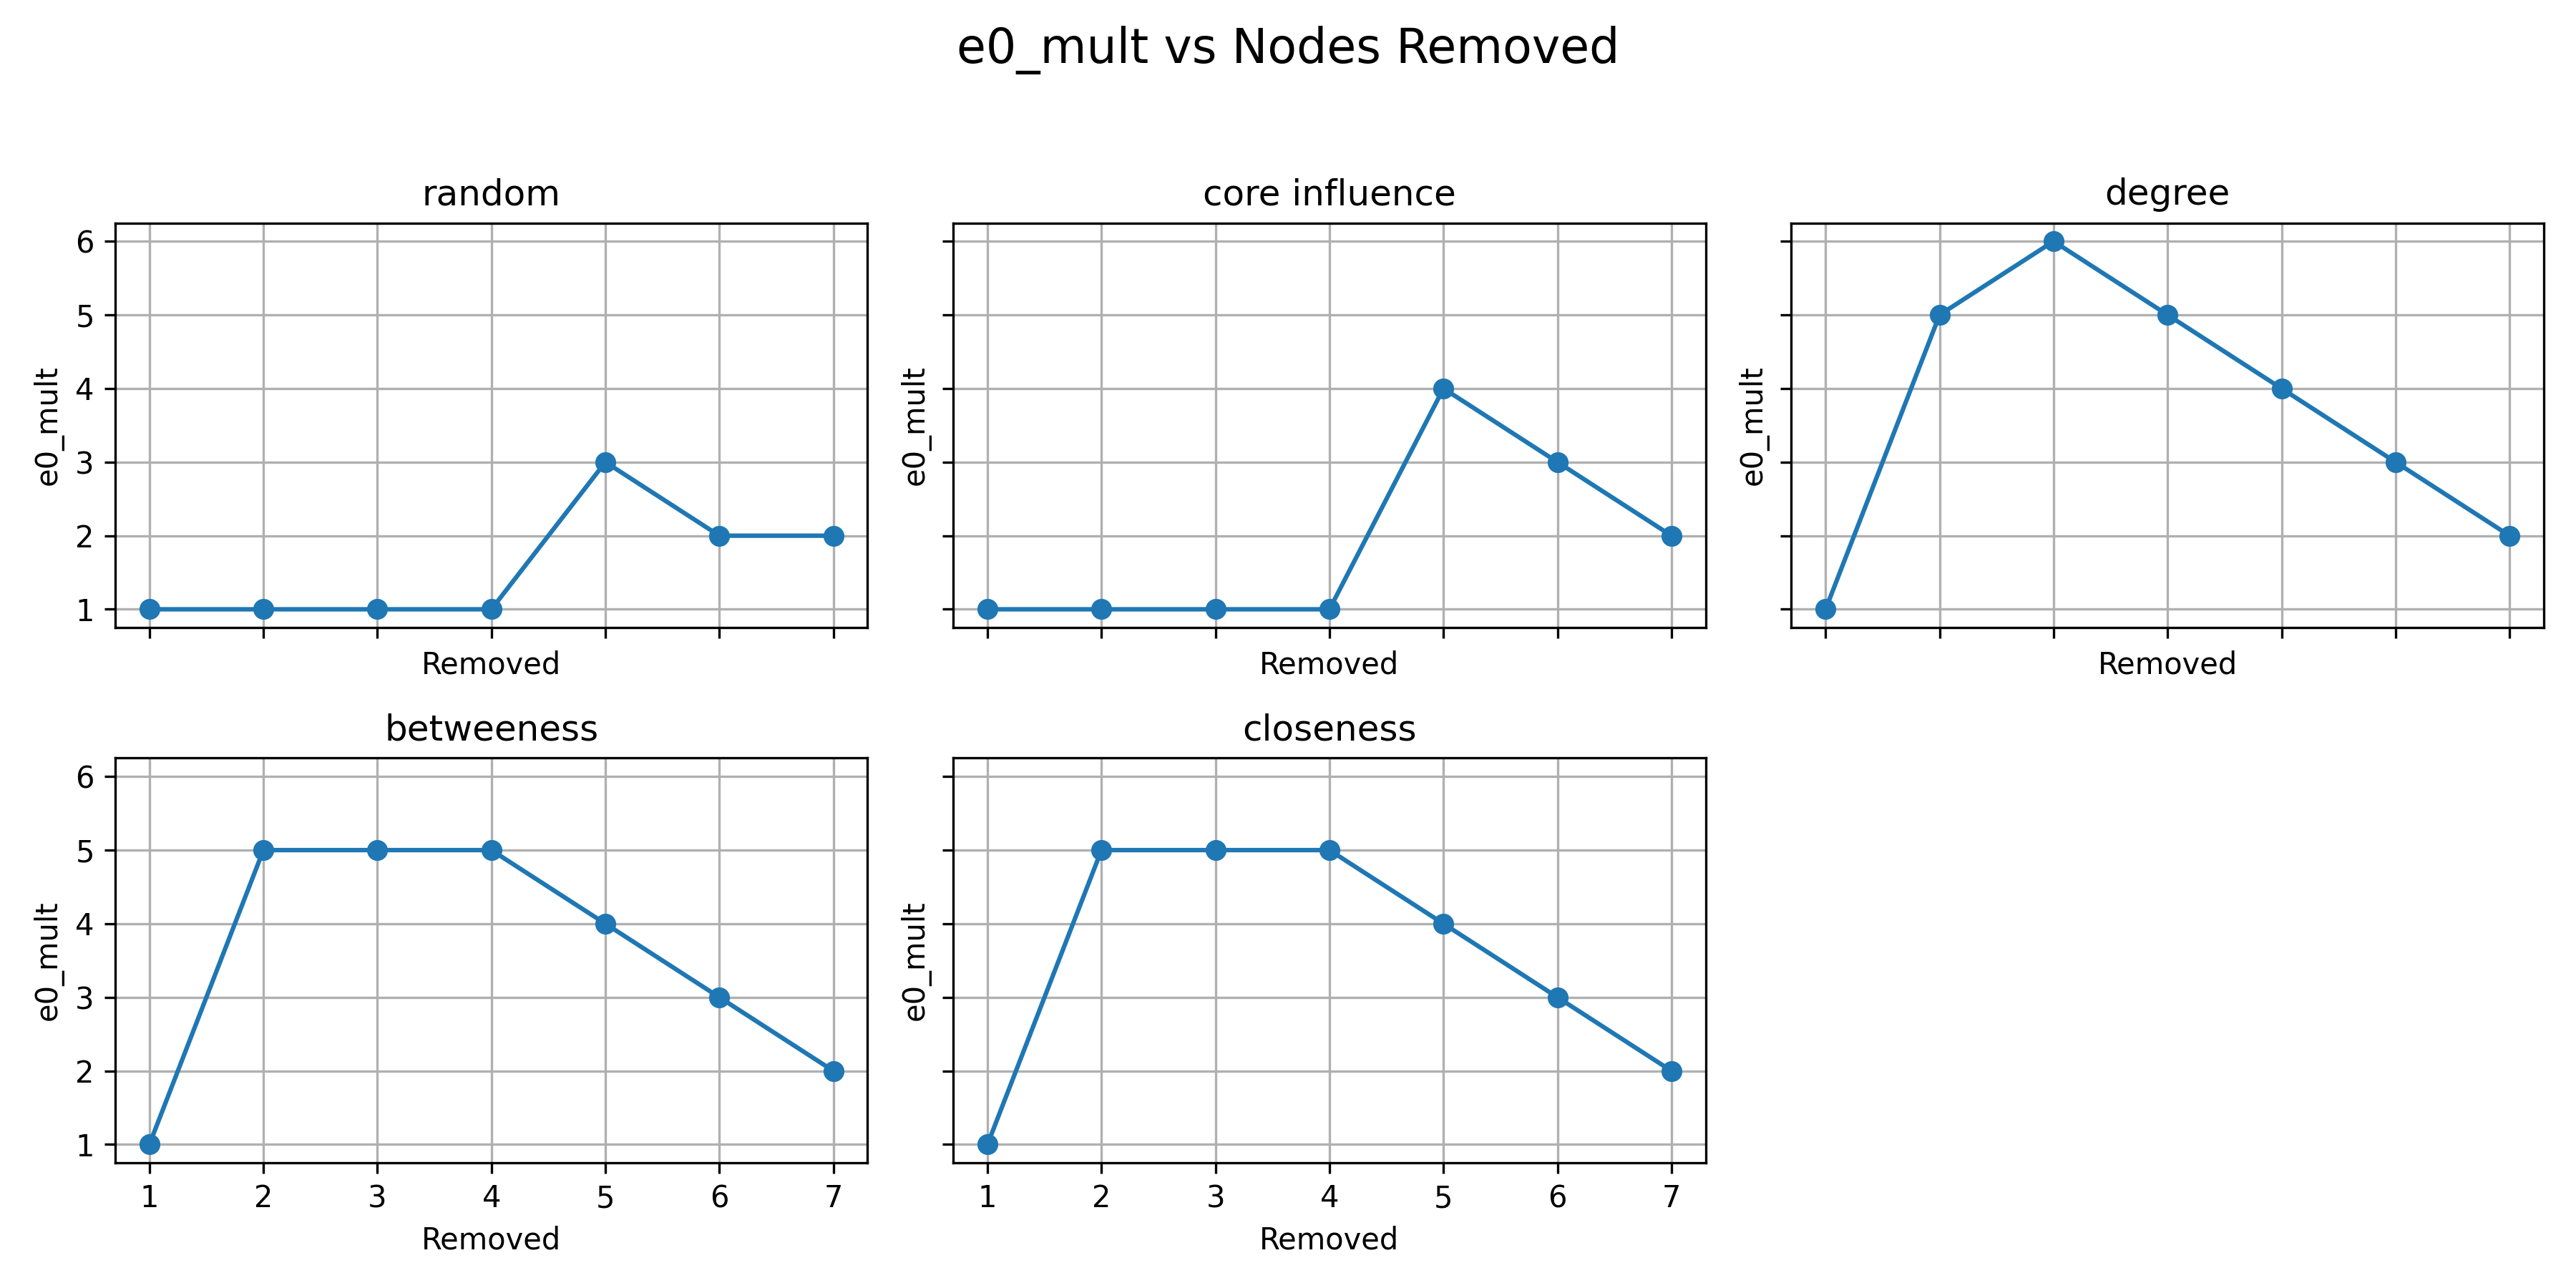 e0_mult vs Nodes Removed
random
core influence
degree
6
5
4
3
2
1
e0_mult
e0_mult
e0_mult
Removed
Removed
Removed
betweeness
closeness
6
5
4
3
2
1
e0_mult
e0_mult
1 2 3 4 5 6 7
1 2 3 4 5 6 7
Removed
Removed